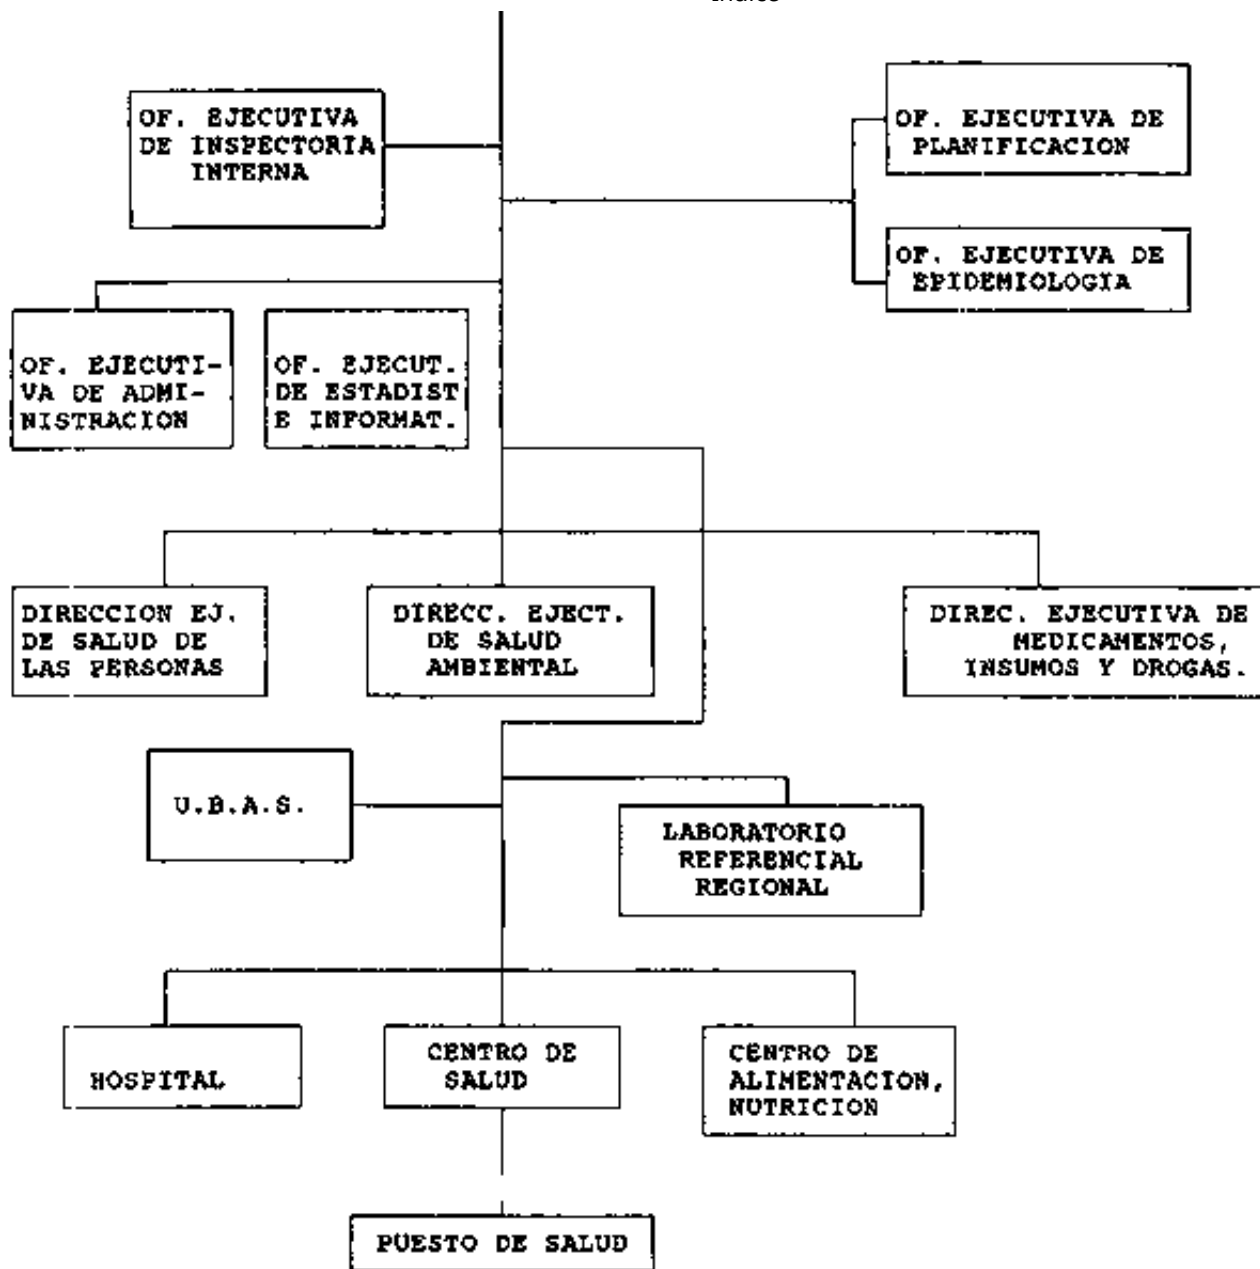 OF. EJECUTIVA
DE INSPECTORIA
INTERNA
OF. EJECUTIVA DE
PLANIFICACION
OF. EJECUTIVA DE
EPIDEMIOLOGIA
OF. EJECUTI-
VA DE ADMI-
NISTRACION
OF. EJECUT.
DE ESTADIST
E INFORMAT.
DIRECCION EJ.
DE SALUD DE
LAS PERSONAS
DIRECC. EJECT.
DE SALUD
AMBIENTAL
DIREC. EJECUTIVA DE
MEDICAMENTOS,
INSUMOS Y DROGAS.
U.B.A.S.
LABORATORIO
REFERENCIAL
REGIONAL
HOSPITAL
CENTRO DE
SALUD
CENTRO DE
ALIMENTACION,
NUTRICION
PUESTO DE SALUD